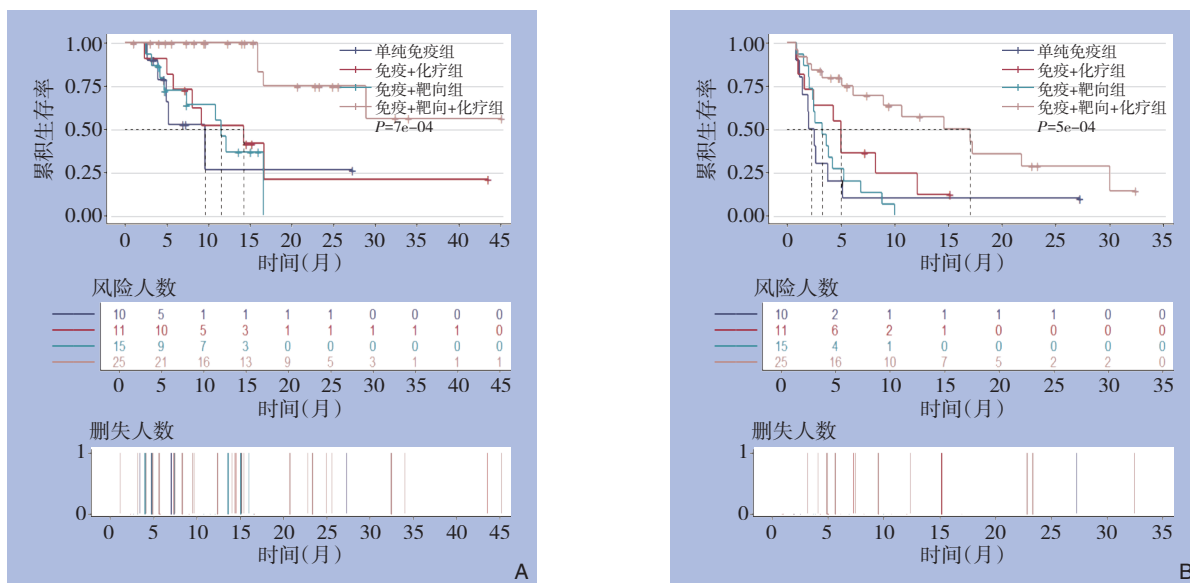 1.00
0.75
0.50
0.25
0.00
累积生存率
单纯免疫组
免疫+化疗组
免疫+靶向组
免疫+靶向+化疗组
P=7e-04
0 5 10 15 20 25 30 35 40 45
时间(月)
风险人数
10 5 1 1 1 1 0 0 0 0
11 10 5 3 1 1 1 1 1 0
15 9 7 3 0 0 0 0 0 0
25 21 16 13 9 5 3 1 1 1
0 5 10 15 20 25 30 35 40 45
时间(月)
删失人数
1
0
0 5 10 15 20 25 30 35 40 45
时间(月)
A
1.00
0.75
0.50
0.25
0.00
累积生存率
单纯免疫组
免疫+化疗组
免疫+靶向组
免疫+靶向+化疗组
P=5e-04
0 5 10 15 20 25 30 35
时间(月)
风险人数
10 2 1 1 1 1 0 0
11 6 2 1 0 0 0 0
15 4 1 0 0 0 0 0
25 16 10 7 5 2 2 0
0 5 10 15 20 25 30 35
时间(月)
删失人数
1
0
0 5 10 15 20 25 30 35
时间(月)
B